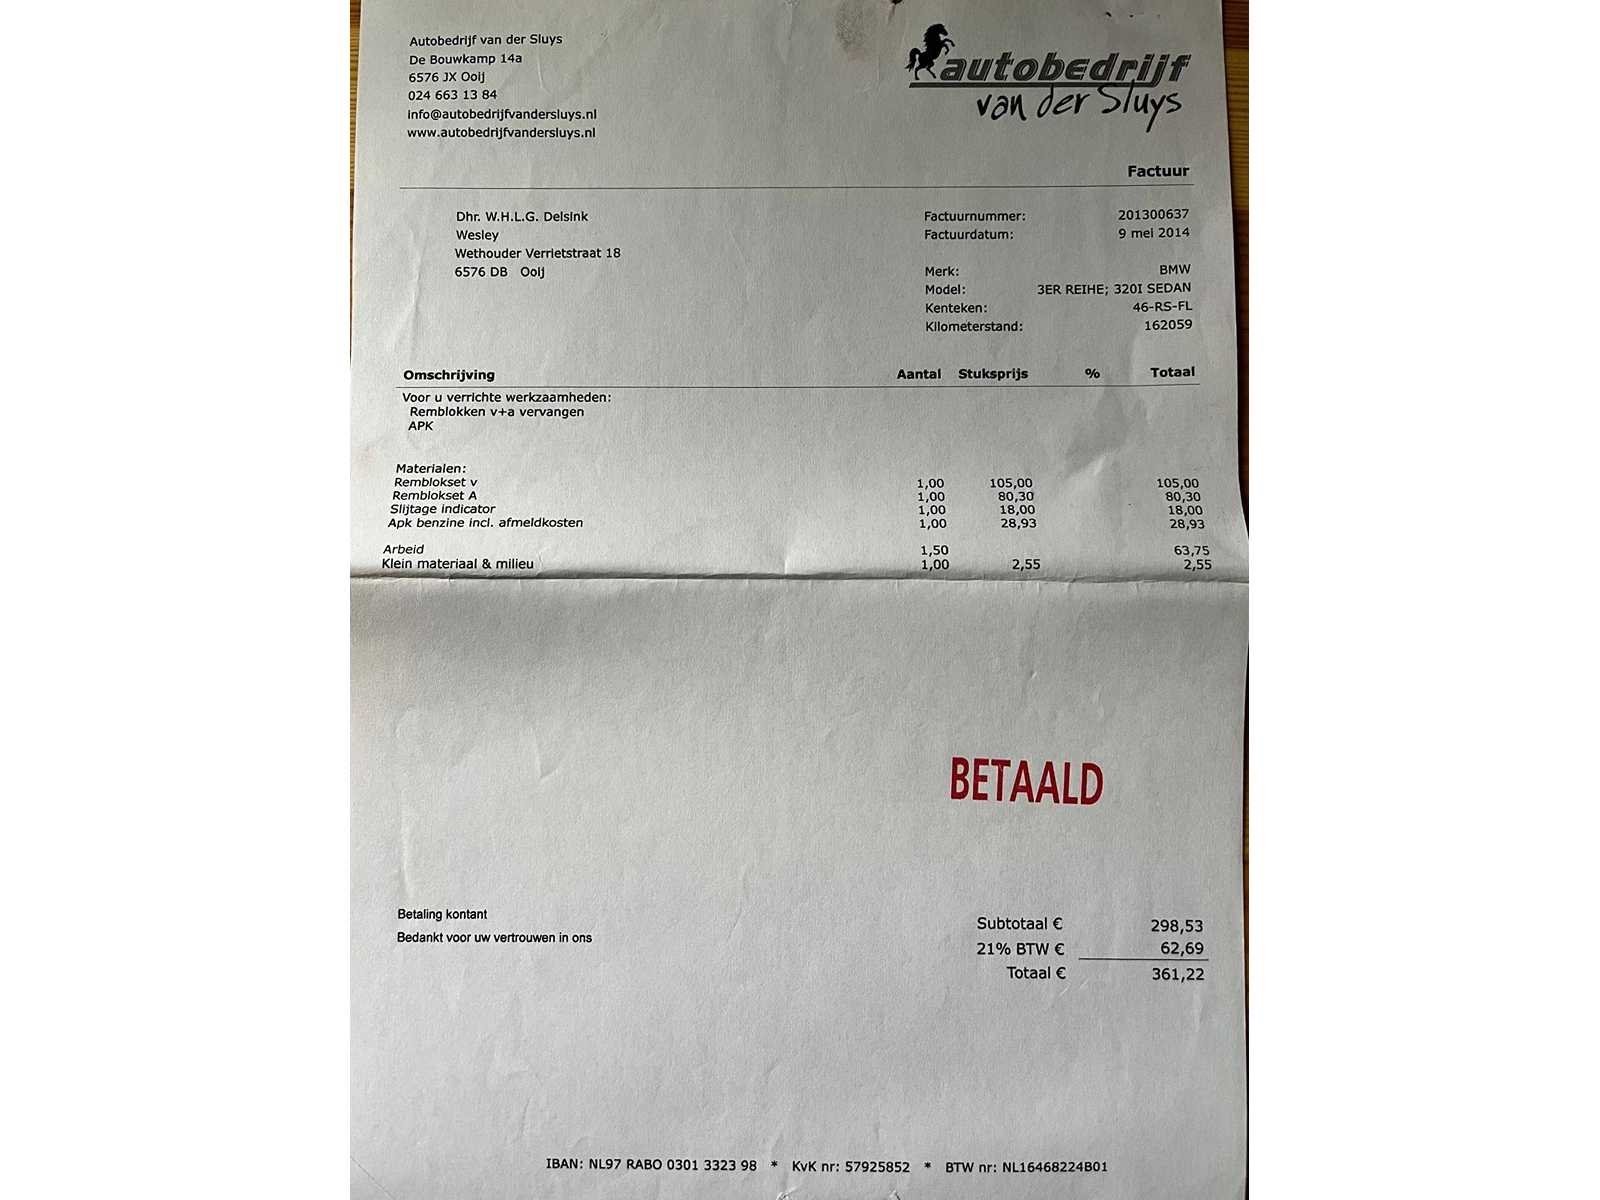 Autobedrijf van der Sluys
De Bouwkamp 14a
6576 JX Ooij
024 663 13 84
info@autobedrijfvandersluys.nl
www.autobedrijfvandersluys.nl
autobedrijf
van der Sluys
Factuur
Dhr. W.H.L.G. Delsink
Wesley
Wethouder Verrietstraat 18
6576 DB Ooij
Factuurnummer: 201300637
Factuurdatum: 9 mei 2014
Merk: BMW
Model: 3ER REIHE; 320I SEDAN
Kenteken: 46-RS-FL
Kilometerstand: 162059
Omschrijving Aantal Stuksprijs % Totaal
Voor u verrichte werkzaamheden:
Remblokken v+a vervangen
APK
Materialen:
Remblokset v 1,00 105,00 105,00
Remblokset A 1,00 80,30 80,30
Slijtage indicator 1,00 18,00 18,00
Apk benzine incl. afmeldkosten 1,00 28,93 28,93
Arbeid 1,50 63,75
Klein materiaal & milieu 1,00 2,55 2,55
BETAALD
Betaling kontant
Bedankt voor uw vertrouwen in ons
Subtotaal € 298,53
21% BTW € 62,69
Totaal € 361,22
IBAN: NL97 RABO 0301 3323 98 * KvK nr: 57925852 * BTW nr: NL16468224B01